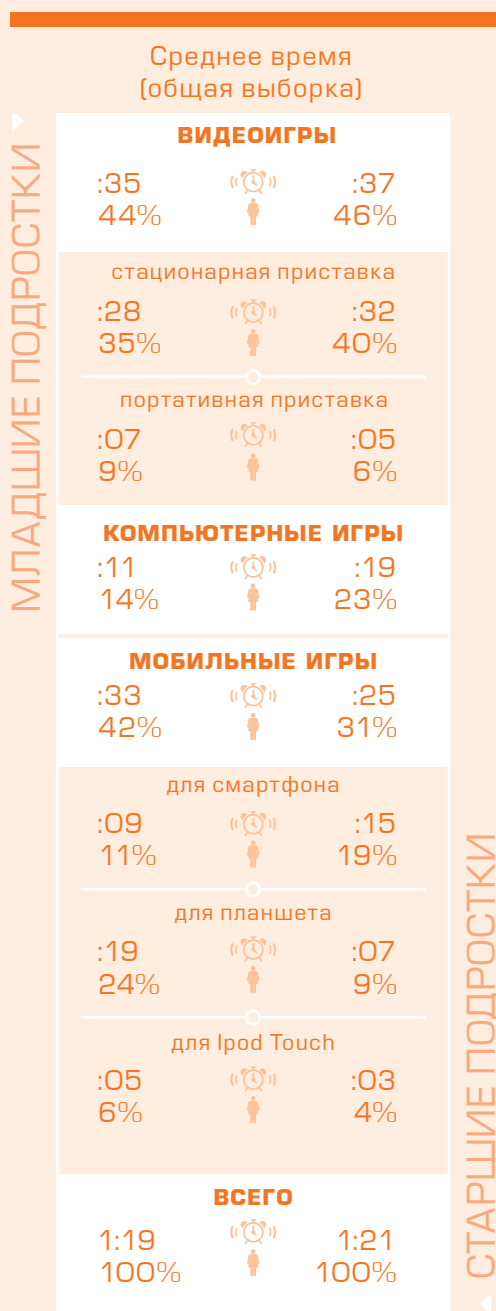 Среднее время
(общая выборка)
МЛАДШИЕ ПОДРОСТКИ
ВИДЕОИГРЫ
:35 :37
44% 46%
стационарная приставка
:28 :32
35% 40%
портативная приставка
:07 :05
9% 6%
КОМПЬЮТЕРНЫЕ ИГРЫ
:11 :19
14% 23%
МОБИЛЬНЫЕ ИГРЫ
:33 :25
42% 31%
для смартфона
:09 :15
11% 19%
для планшета
:19 :07
24% 9%
для Ipod Touch
:05 :03
6% 4%
ВСЕГО
1:19 1:21
100% 100%
СТАРШИЕ ПОДРОСТКИ